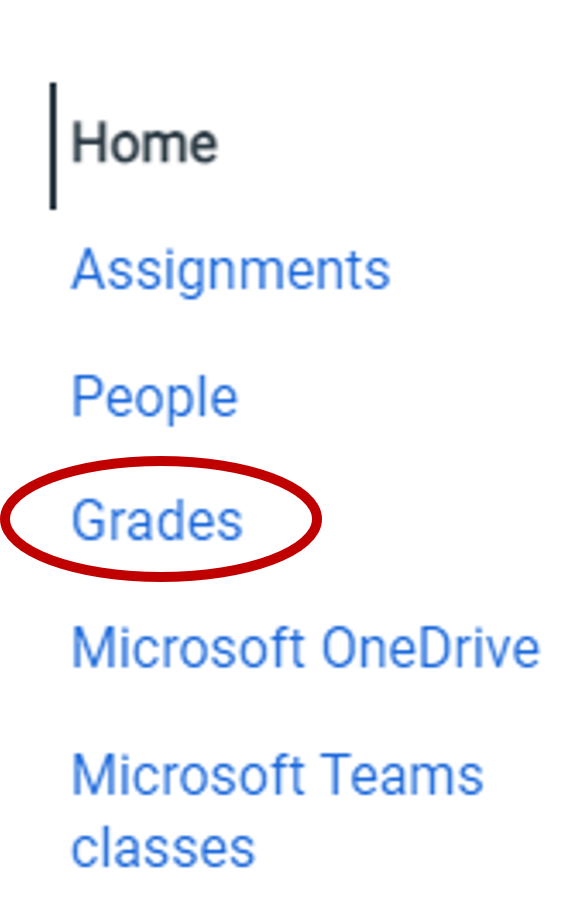 Home
Assignments
People
Grades
Microsoft OneDrive
Microsoft Teams
classes